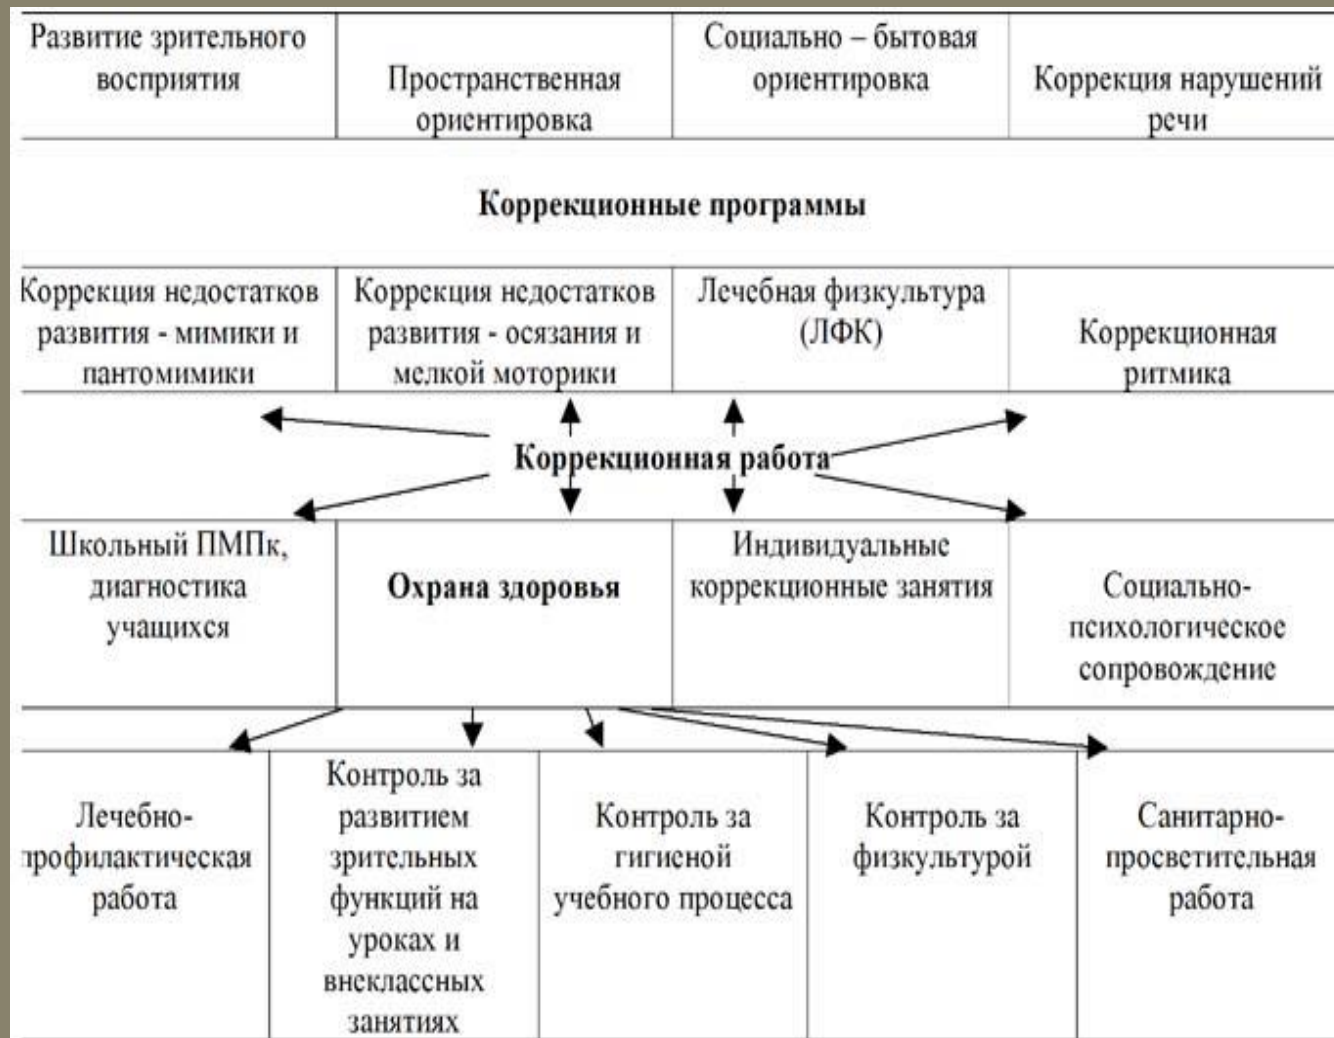 Развитие зрительного
восприятия
Пространственная
ориентировка
Социально – бытовая
ориентировка
Коррекция нарушений
речи
Коррекционные программы
Коррекция недостатков
развития - мимики и
пантомимики
Коррекция недостатков
развития - осязания и
мелкой моторики
Лечебная физкультура
(ЛФК)
Коррекционная
ритмика
Коррекционная работа
Школьный ПМПк,
диагностика
учащихся
Охрана здоровья
Индивидуальные
коррекционные занятия
Социально-
психологическое
сопровождение
Лечебно-
профилактическая
работа
Контроль за
развитием
зрительных
функций на
уроках и
внеклассных
занятиях
Контроль за
гигиеной
учебного процесса
Контроль за
физкультурой
Санитарно-
просветительная
работа